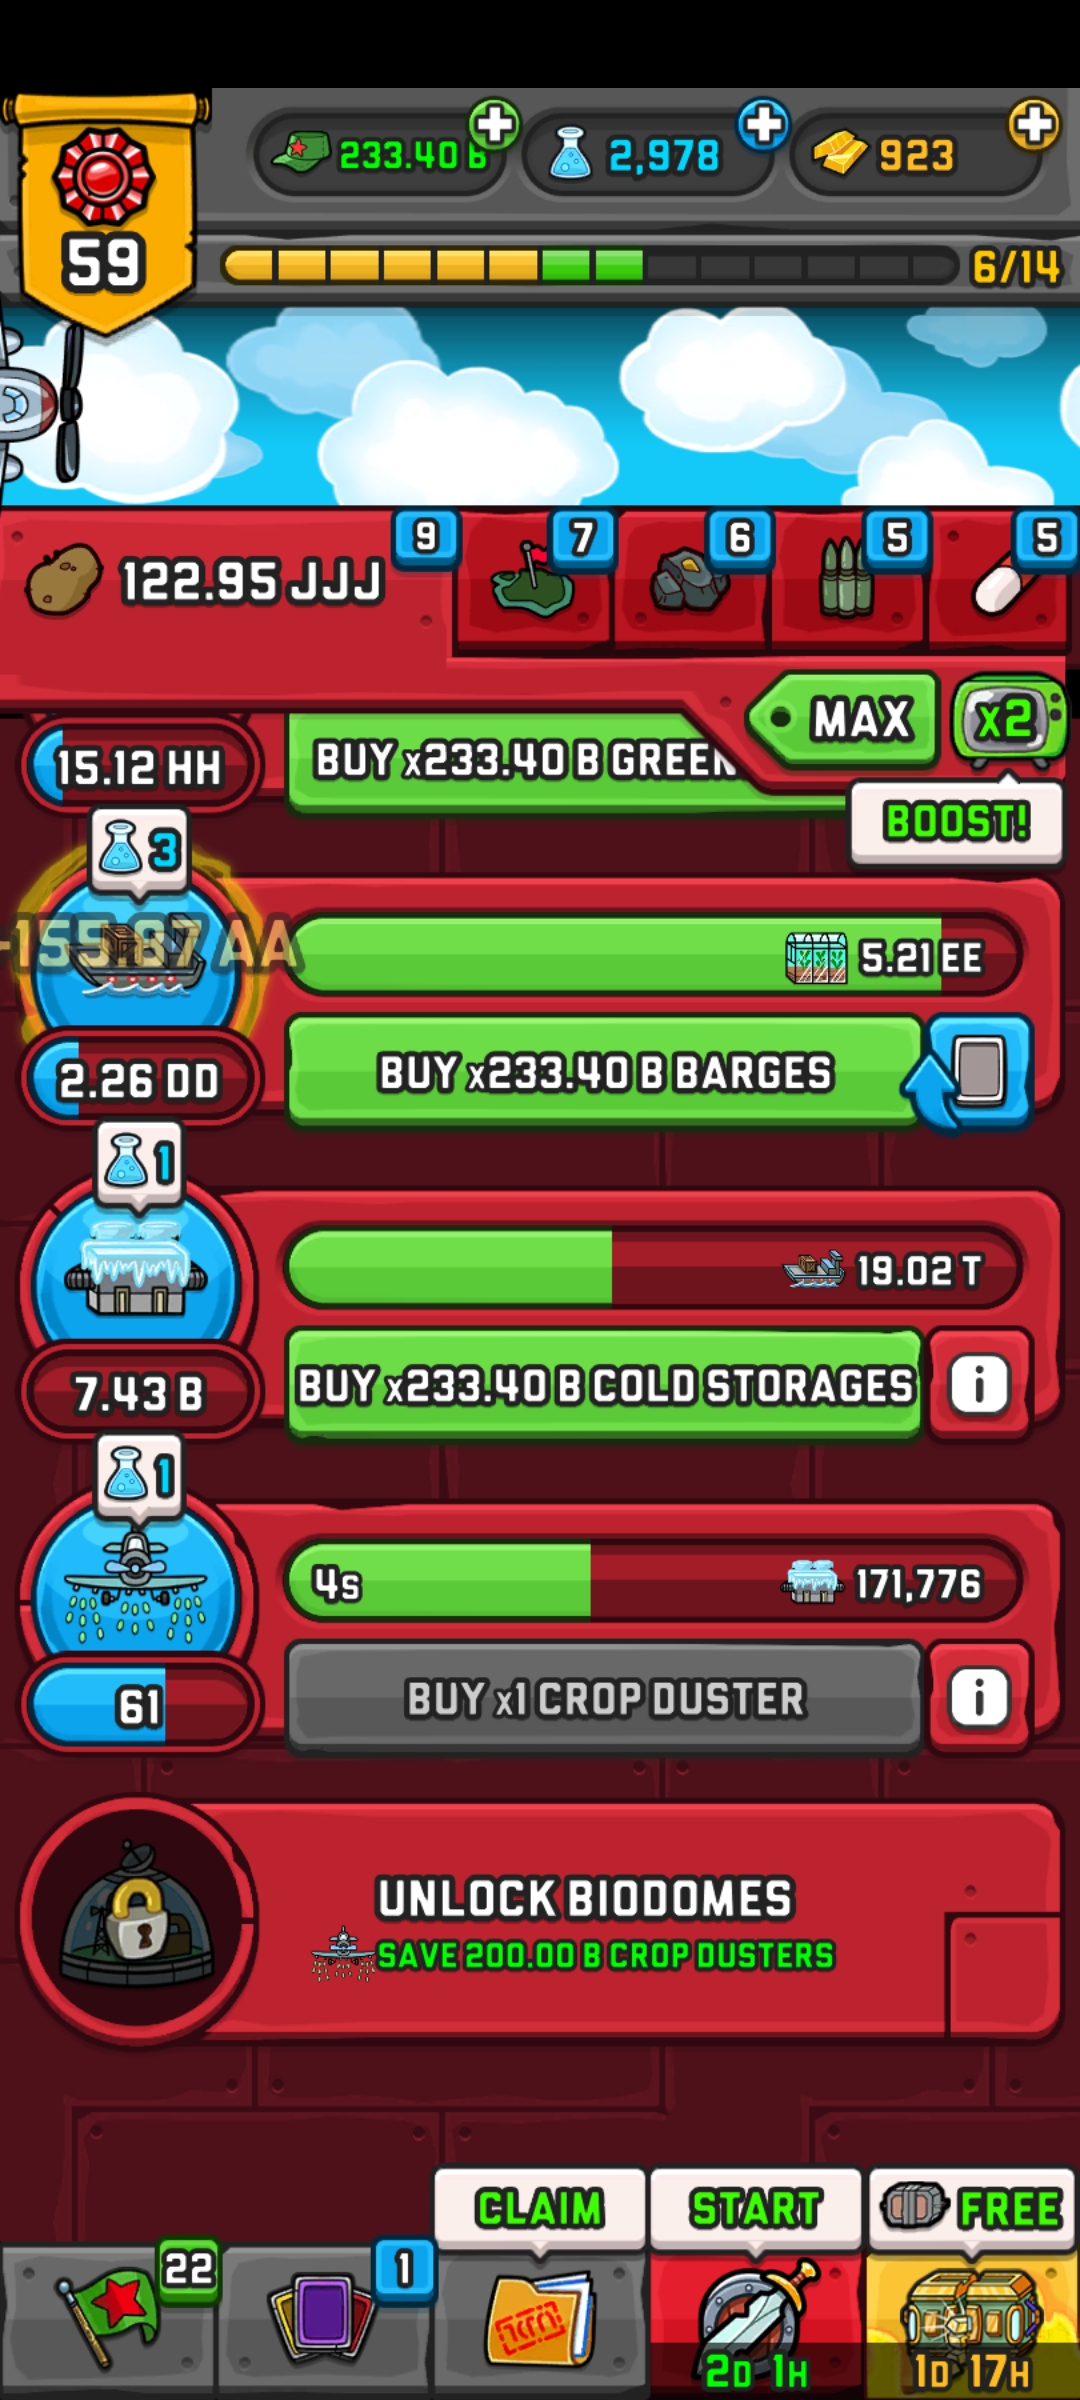 59
233.40 B
2,978
923
6/14
122.95 JJJ
9
7
6
5
5
MAX
x2
BOOST!
15.12 HH
BUY x233.40 B GREEN
3
-155.87 AA
5.21 EE
2.26 DD
BUY x233.40 B BARGES
1
19.02 T
7.43 B
BUY x233.40 B COLD STORAGES
i
1
4s
171,776
61
BUY x1 CROP DUSTER
i
UNLOCK BIODOMES
SAVE 200.00 B CROP DUSTERS
CLAIM
START
FREE
22
1
2D 1H
1D 17H